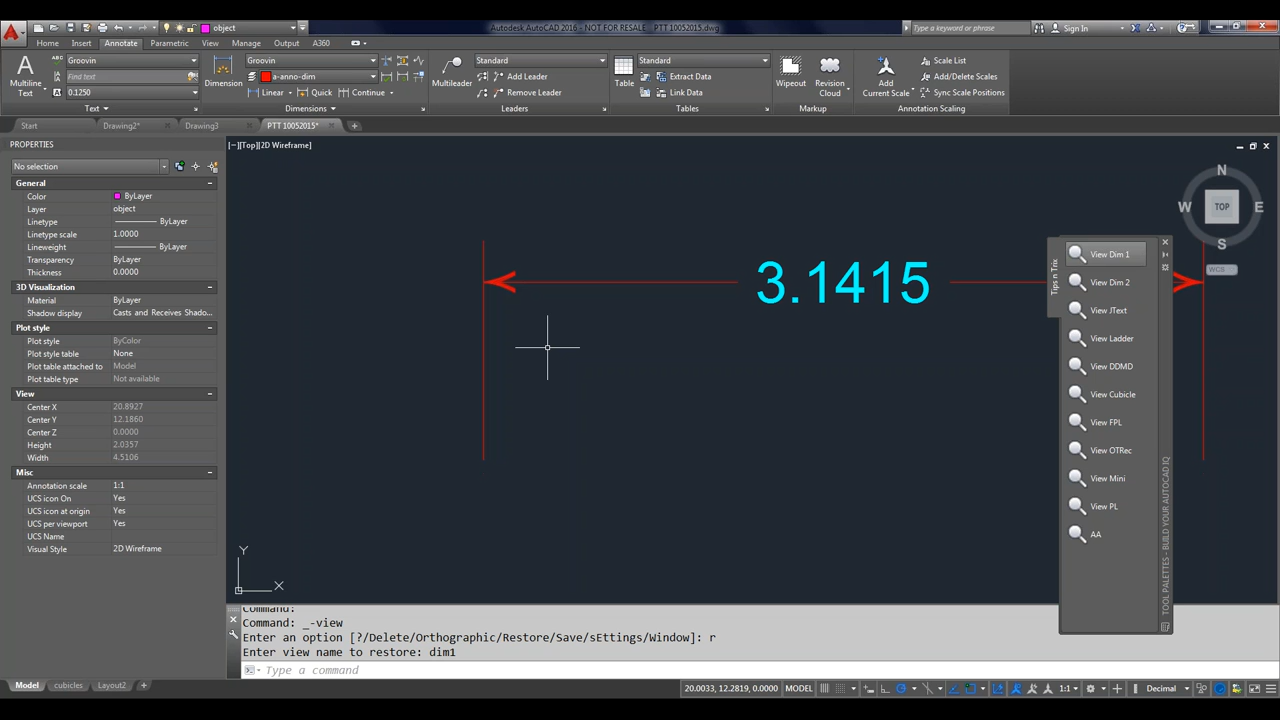 object
Autodesk AutoCAD 2016 - NOT FOR RESALE    PTT 10052015.dwg
Type a keyword or phrase
Sign In
Home Insert Annotate Parametric View Manage Output A360
Multiline Text
Groovin
Find text
0.1250
Text
Dimension
Groovin
a-anno-dim
Linear Quick Continue
Dimensions
Multileader
Standard
Add Leader
Remove Leader
Leaders
Table
Standard
Extract Data
Link Data
Tables
Wipeout
Revision Cloud
Markup
Add Current Scale
Scale List
Add/Delete Scales
Sync Scale Positions
Annotation Scaling
Start Drawing2* Drawing3 PTT 10052015*
PROPERTIES
No selection
General
Color ByLayer
Layer object
Linetype ByLayer
Linetype scale 1.0000
Lineweight ByLayer
Transparency ByLayer
Thickness 0.0000
3D Visualization
Material ByLayer
Shadow display Casts and Receives Shado...
Plot style
Plot style ByColor
Plot style table None
Plot table attached to Model
Plot table type Not available
View
Center X 20.8927
Center Y 12.1860
Center Z 0.0000
Height 2.0357
Width 4.5106
Misc
Annotation scale 1:1
UCS icon On Yes
UCS icon at origin Yes
UCS per viewport Yes
UCS Name
Visual Style 2D Wireframe
[−][Top][2D Wireframe]
3.1415
N
W TOP E
S
WCS
Tips n Trix
View Dim 1
View Dim 2
View JText
View Ladder
View DDMD
View Cubicle
View FPL
View OTRec
View Mini
View PL
AA
TOOL PALETTES - BUILD YOUR AUTOCAD IQ
Y
X
Command:
Command: _-view
Enter an option [?/Delete/Orthographic/Restore/Save/sEttings/Window]: r
Enter view name to restore: dim1
Type a command
Model cubicles Layout2
20.0033, 12.2819, 0.0000 MODEL 1:1 Decimal